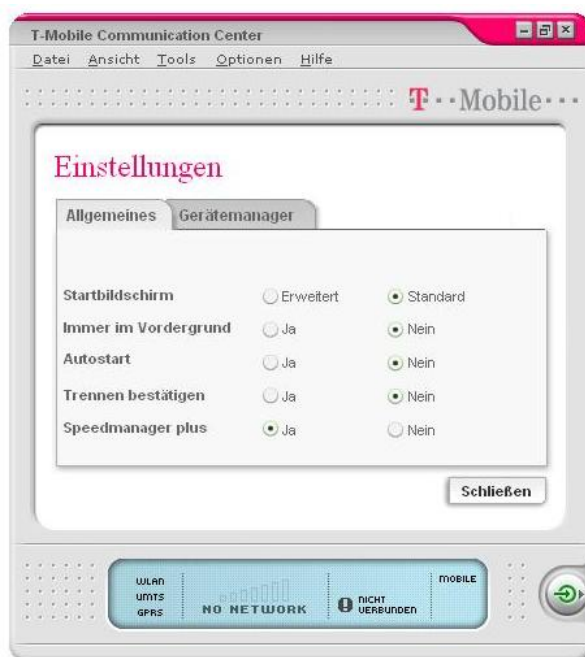 T-Mobile Communication Center
Datei Ansicht Tools Optionen Hilfe
T··Mobile···
Einstellungen
Allgemeines Gerätemanager
Startbildschirm Erweitert Standard
Immer im Vordergrund Ja Nein
Autostart Ja Nein
Trennen bestätigen Ja Nein
Speedmanager plus Ja Nein
Schließen
WLAN
UMTS
GPRS
NO NETWORK
NICHT
VERBUNDEN
MOBILE